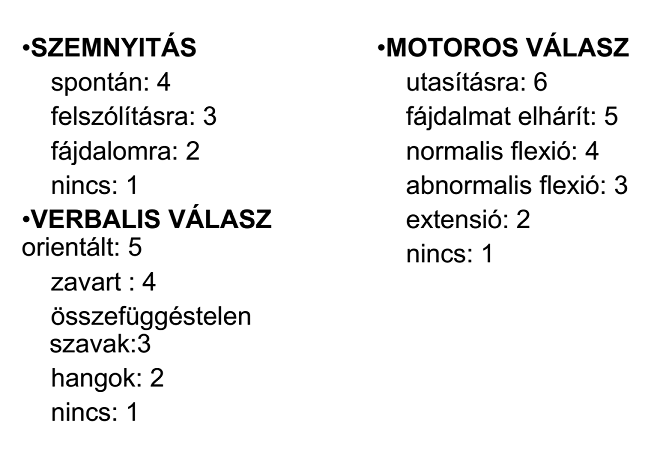 •SZEMNYITÁS
spontán: 4
felszólításra: 3
fájdalomra: 2
nincs: 1
•VERBALIS VÁLASZ
orientált: 5
zavart : 4
összefüggéstelen
szavak:3
hangok: 2
nincs: 1
•MOTOROS VÁLASZ
utasításra: 6
fájdalmat elhárít: 5
normalis flexió: 4
abnormalis flexió: 3
extensió: 2
nincs: 1